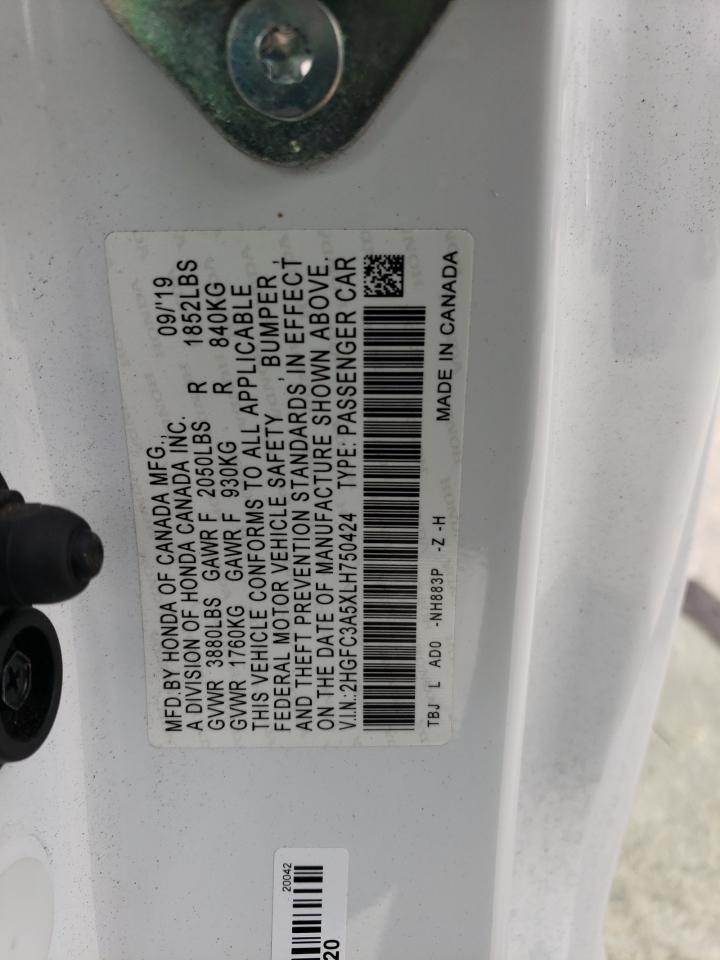 MFD.BY HONDA OF CANADA MFG., 09/'19
A DIVISION OF HONDA CANADA INC.
GVWR 3880LBS GAWR F 2050LBS R 1852LBS
GVWR 1760KG GAWR F 930KG R 840KG
THIS VEHICLE CONFORMS TO ALL APPLICABLE
FEDERAL MOTOR VEHICLE SAFETY , BUMPER ,
AND THEFT PREVENTION STANDARDS IN EFFECT
ON THE DATE OF MANUFACTURE SHOWN ABOVE.
V.I.N.: 2HGFC3A5XLH750424 TYPE: PASSENGER CAR
TBJ L AD0 -NH883P -Z -H MADE IN CANADA
20042
20